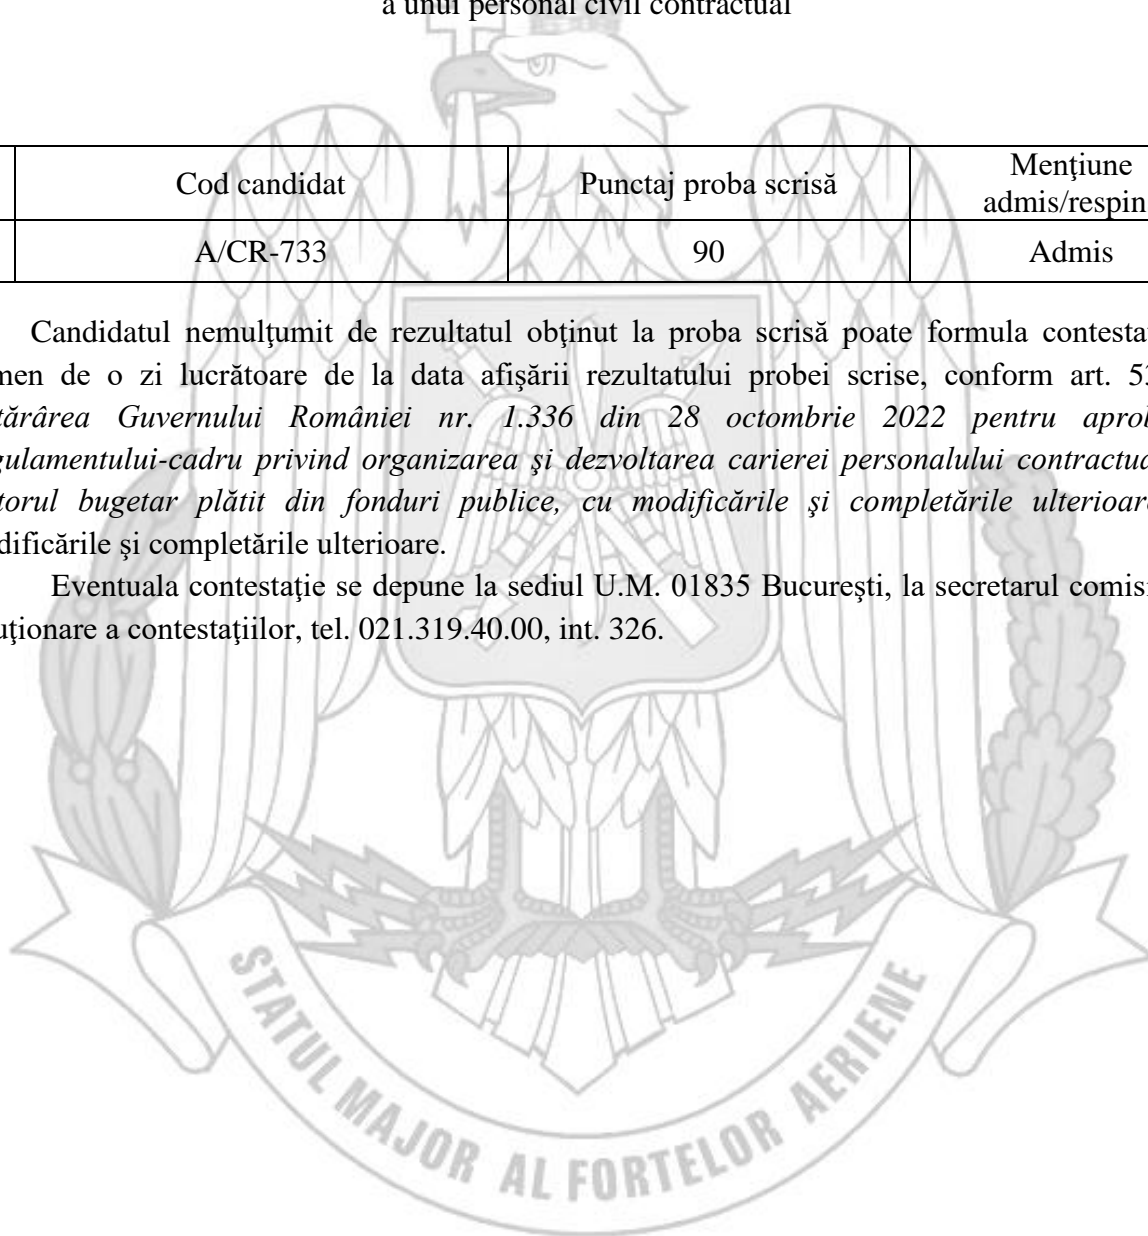 a unui personal civil contractual
Cod candidat
Punctaj proba scrisă
Menţiune
admis/respin
A/CR-733
90
Admis
Candidatul nemulţumit de rezultatul obţinut la proba scrisă poate formula contesta
men de o zi lucrătoare de la data afişării rezultatului probei scrise, conform art. 53
tărârea Guvernului României nr. 1.336 din 28 octombrie 2022 pentru aprob
gulamentului-cadru privind organizarea şi dezvoltarea carierei personalului contractua
torul bugetar plătit din fonduri publice, cu modificările şi completările ulterioar
dificările şi completările ulterioare.
Eventuala contestaţie se depune la sediul U.M. 01835 Bucureşti, la secretarul comis
uţionare a contestaţiilor, tel. 021.319.40.00, int. 326.
STATUL MAJOR AL FORTELOR AERIENE